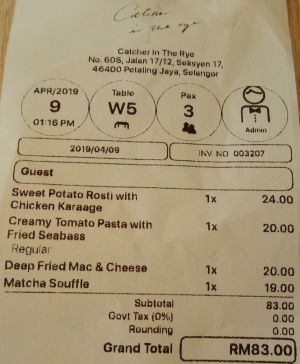 Catcher
in the rye
Catcher In The Rye
No. 605, Jalan 17/12, Seksyen 17,
46400 Petaling Jaya, Selangor
APR/2019 Table Pax
9 W5 3
01:16 PM Admin
2019/04/09 INV. NO 003207
Guest
Sweet Potato Rosti with 1x 24.00
Chicken Karaage
Creamy Tomato Pasta with 1x 20.00
Fried Seabass
Regular
Deep Fried Mac & Cheese 1x 20.00
Matcha Souffle 1x 19.00
Subtotal 83.00
Govt Tax (0%) 0.00
Rounding 0.00
Grand Total RM83.00